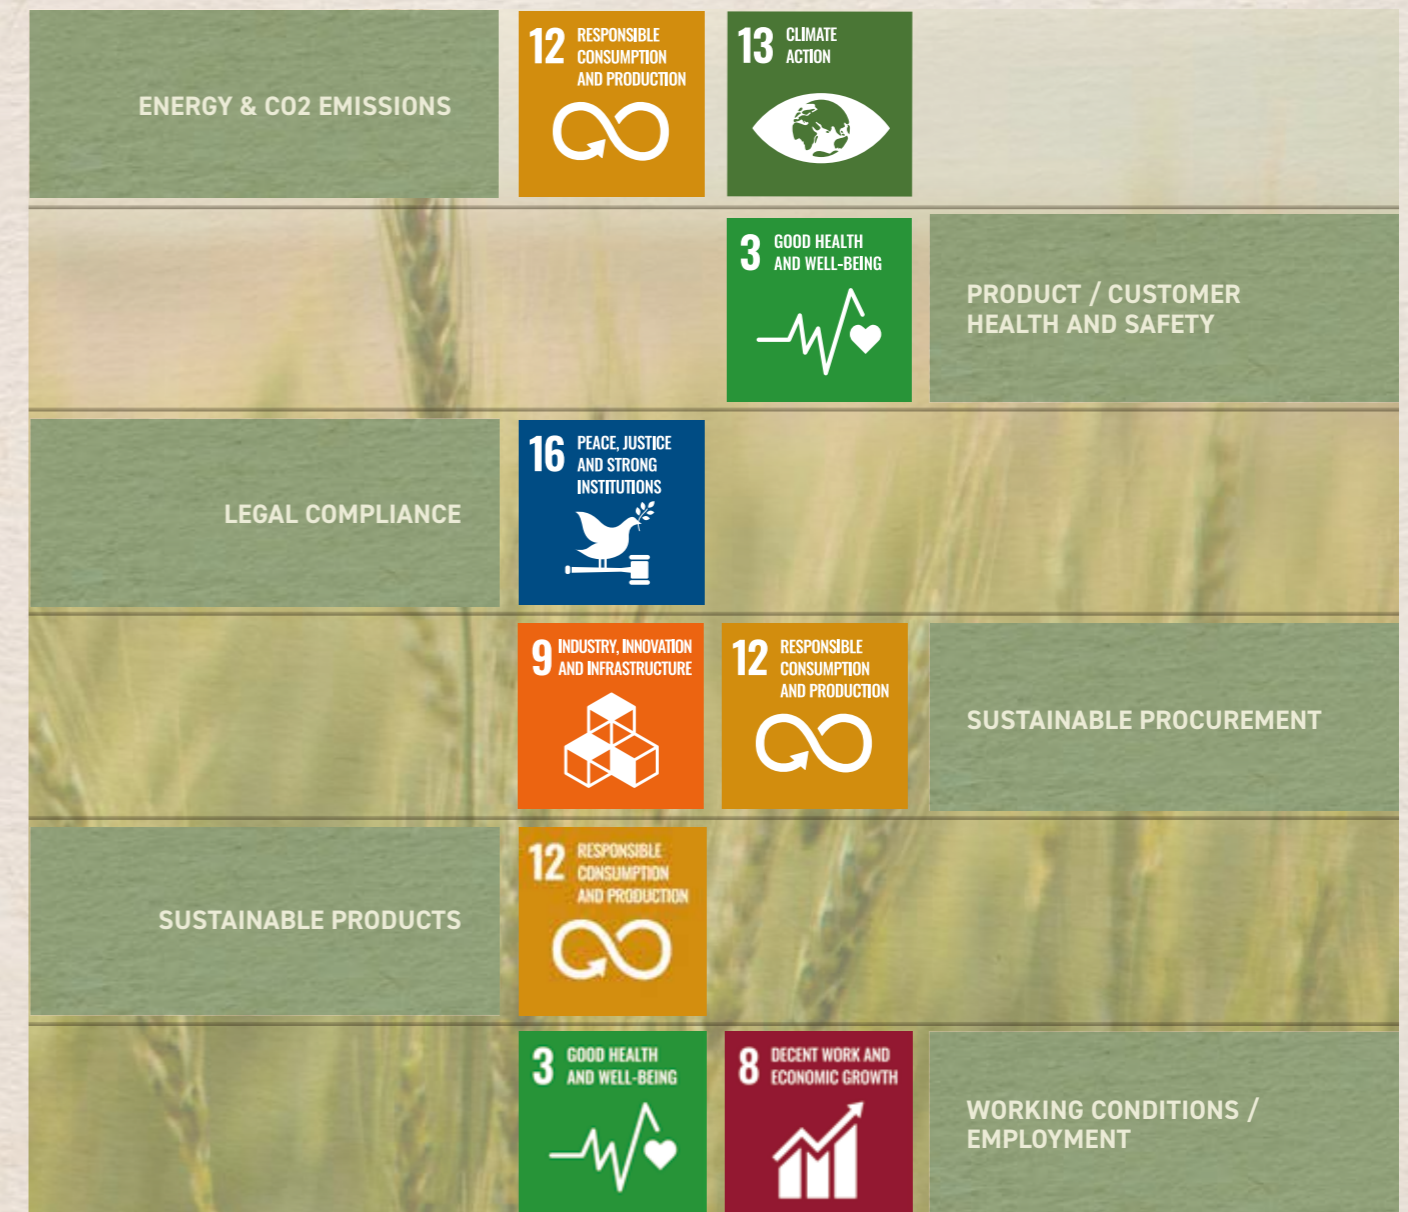 ENERGY & CO2 EMISSIONS
12 RESPONSIBLE
CONSUMPTION
AND PRODUCTION
13 CLIMATE
ACTION
3 GOOD HEALTH
AND WELL-BEING
PRODUCT / CUSTOMER
HEALTH AND SAFETY
LEGAL COMPLIANCE
16 PEACE, JUSTICE
AND STRONG
INSTITUTIONS
9 INDUSTRY, INNOVATION
AND INFRASTRUCTURE
12 RESPONSIBLE
CONSUMPTION
AND PRODUCTION
SUSTAINABLE PROCUREMENT
SUSTAINABLE PRODUCTS
12 RESPONSIBLE
CONSUMPTION
AND PRODUCTION
3 GOOD HEALTH
AND WELL-BEING
8 DECENT WORK AND
ECONOMIC GROWTH
WORKING CONDITIONS /
EMPLOYMENT